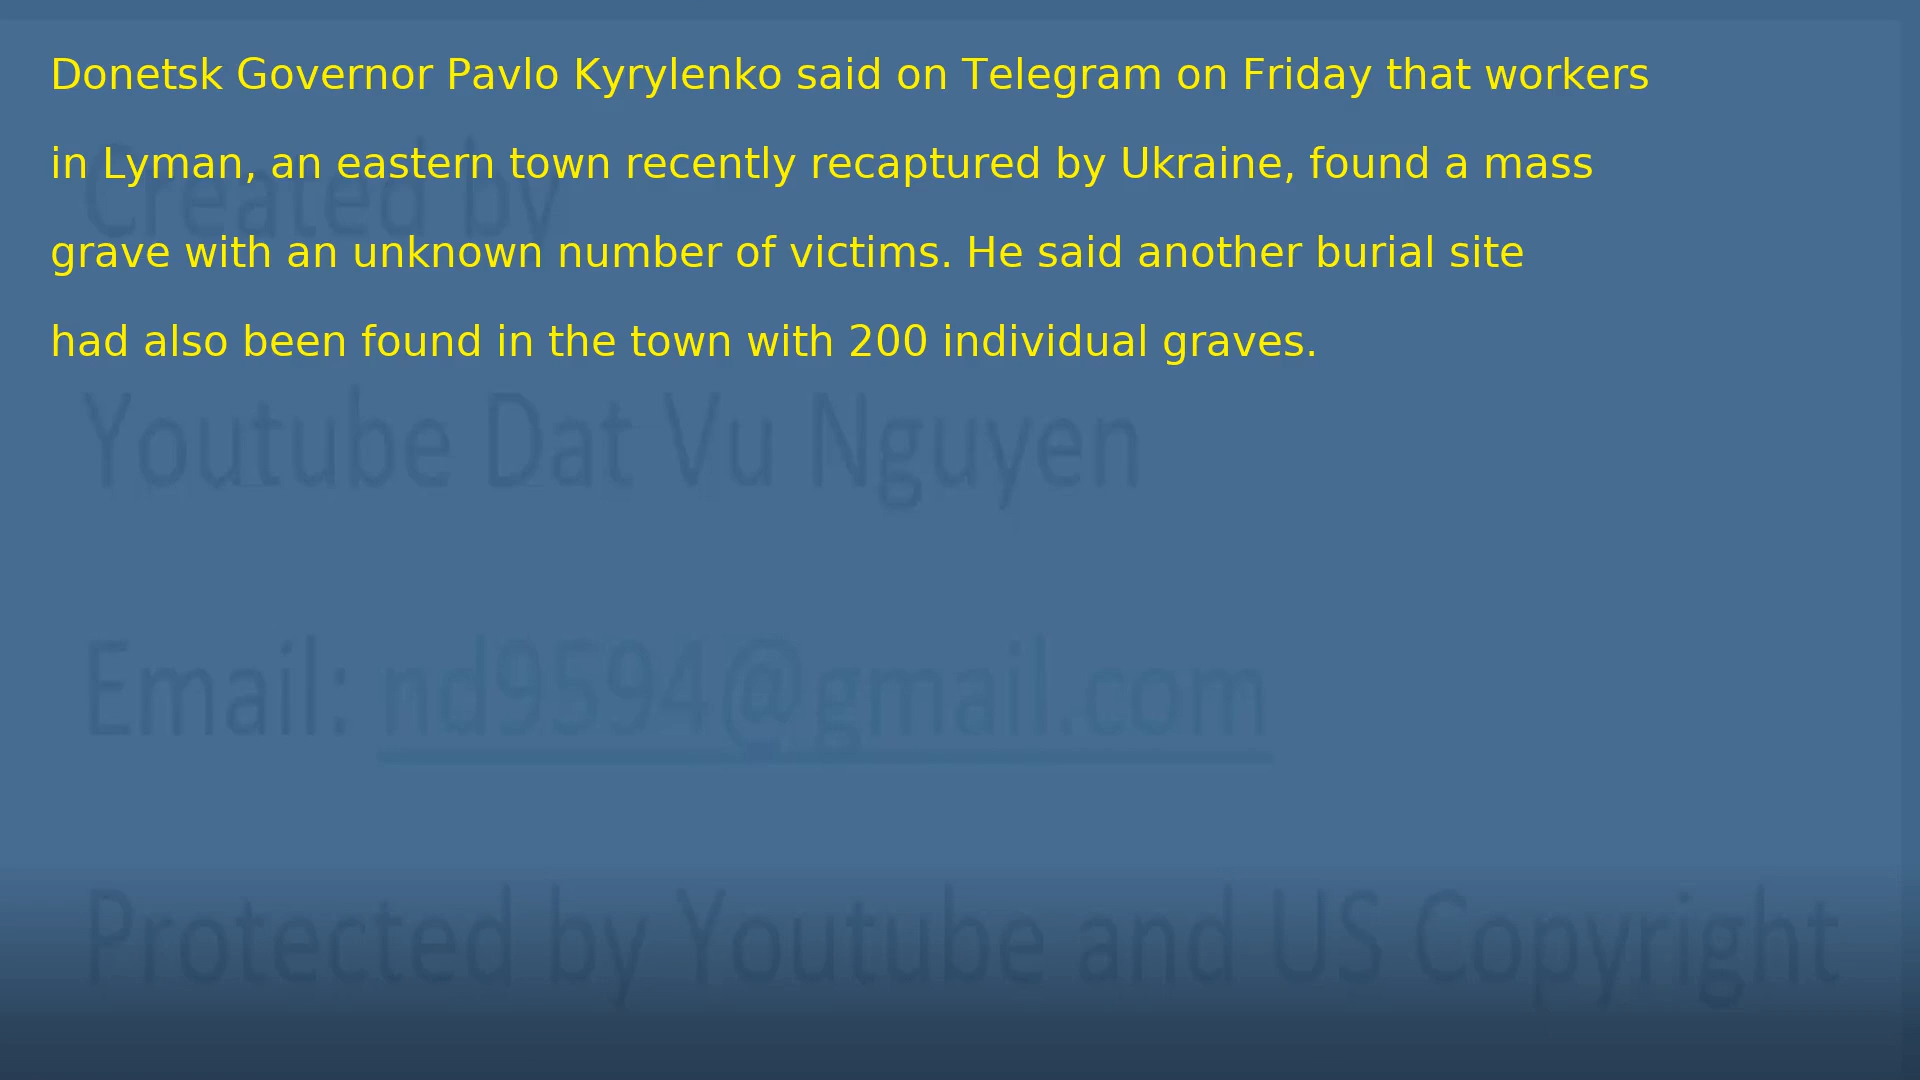 Donetsk Governor Pavlo Kyrylenko said on Telegram on Friday that workers
in Lyman, an eastern town recently recaptured by Ukraine, found a mass
Created by
grave with an unknown number of victims. He said another burial site
had also been found in the town with 200 individual graves.
Youtube Dat Vu Nguyen
Email: nd9594@gmail.com
Protected by Youtube and US Copyright